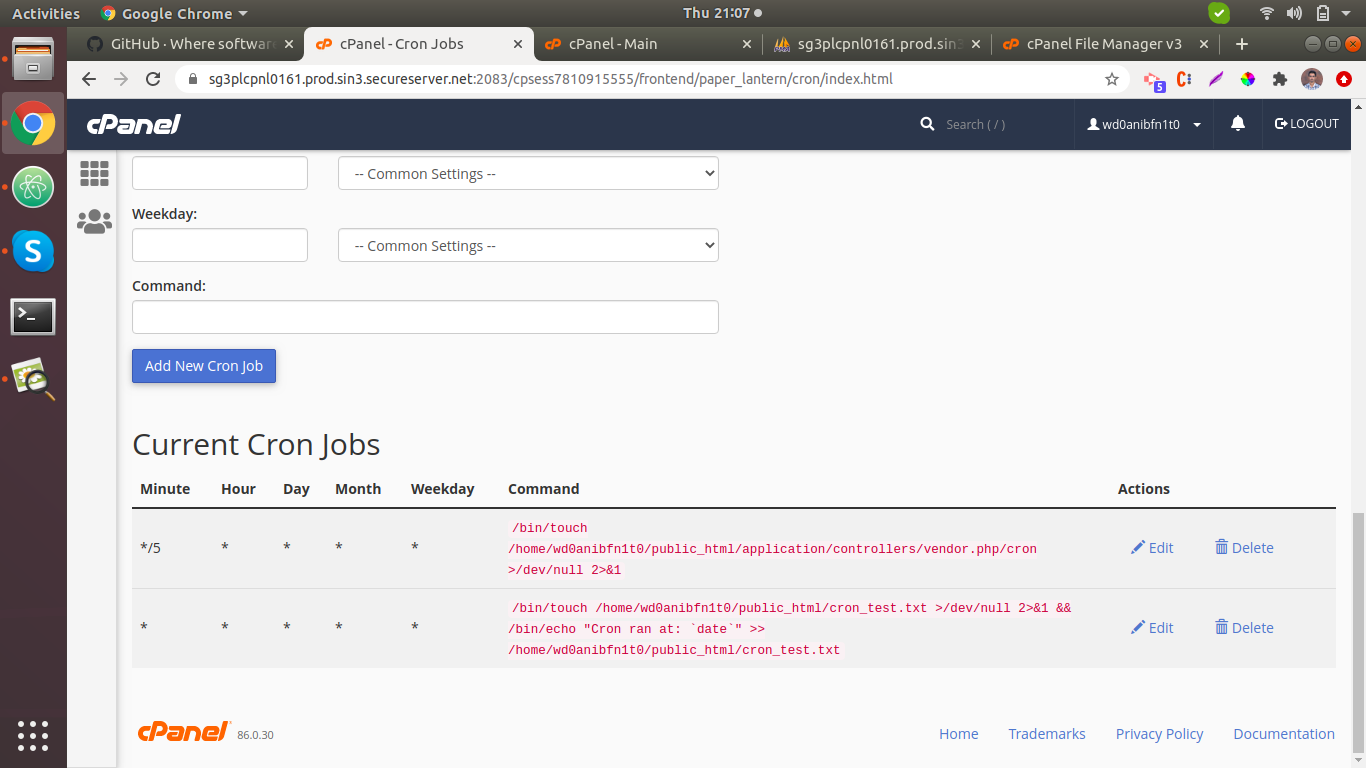 Activities
Google Chrome
Thu 21:07
GitHub · Where software
cPanel - Cron Jobs
cPanel - Main
sg3plcpnl0161.prod.sin3
cPanel File Manager v3
sg3plcpnl0161.prod.sin3.secureserver.net:2083/cpsess7810915555/frontend/paper_lantern/cron/index.html
5
cPanel
Search ( / )
wd0anibfn1t0
LOGOUT
-- Common Settings --
Weekday:
-- Common Settings --
Command:
Add New Cron Job
Current Cron Jobs
Minute Hour Day Month Weekday Command Actions
*/5 * * * * /bin/touch
/home/wd0anibfn1t0/public_html/application/controllers/vendor.php/cron
>/dev/null 2>&1
Edit Delete
* * * * * /bin/touch /home/wd0anibfn1t0/public_html/cron_test.txt >/dev/null 2>&1 &&
/bin/echo "Cron ran at: `date`" >>
/home/wd0anibfn1t0/public_html/cron_test.txt
Edit Delete
cPanel 86.0.30
Home Trademarks Privacy Policy Documentation